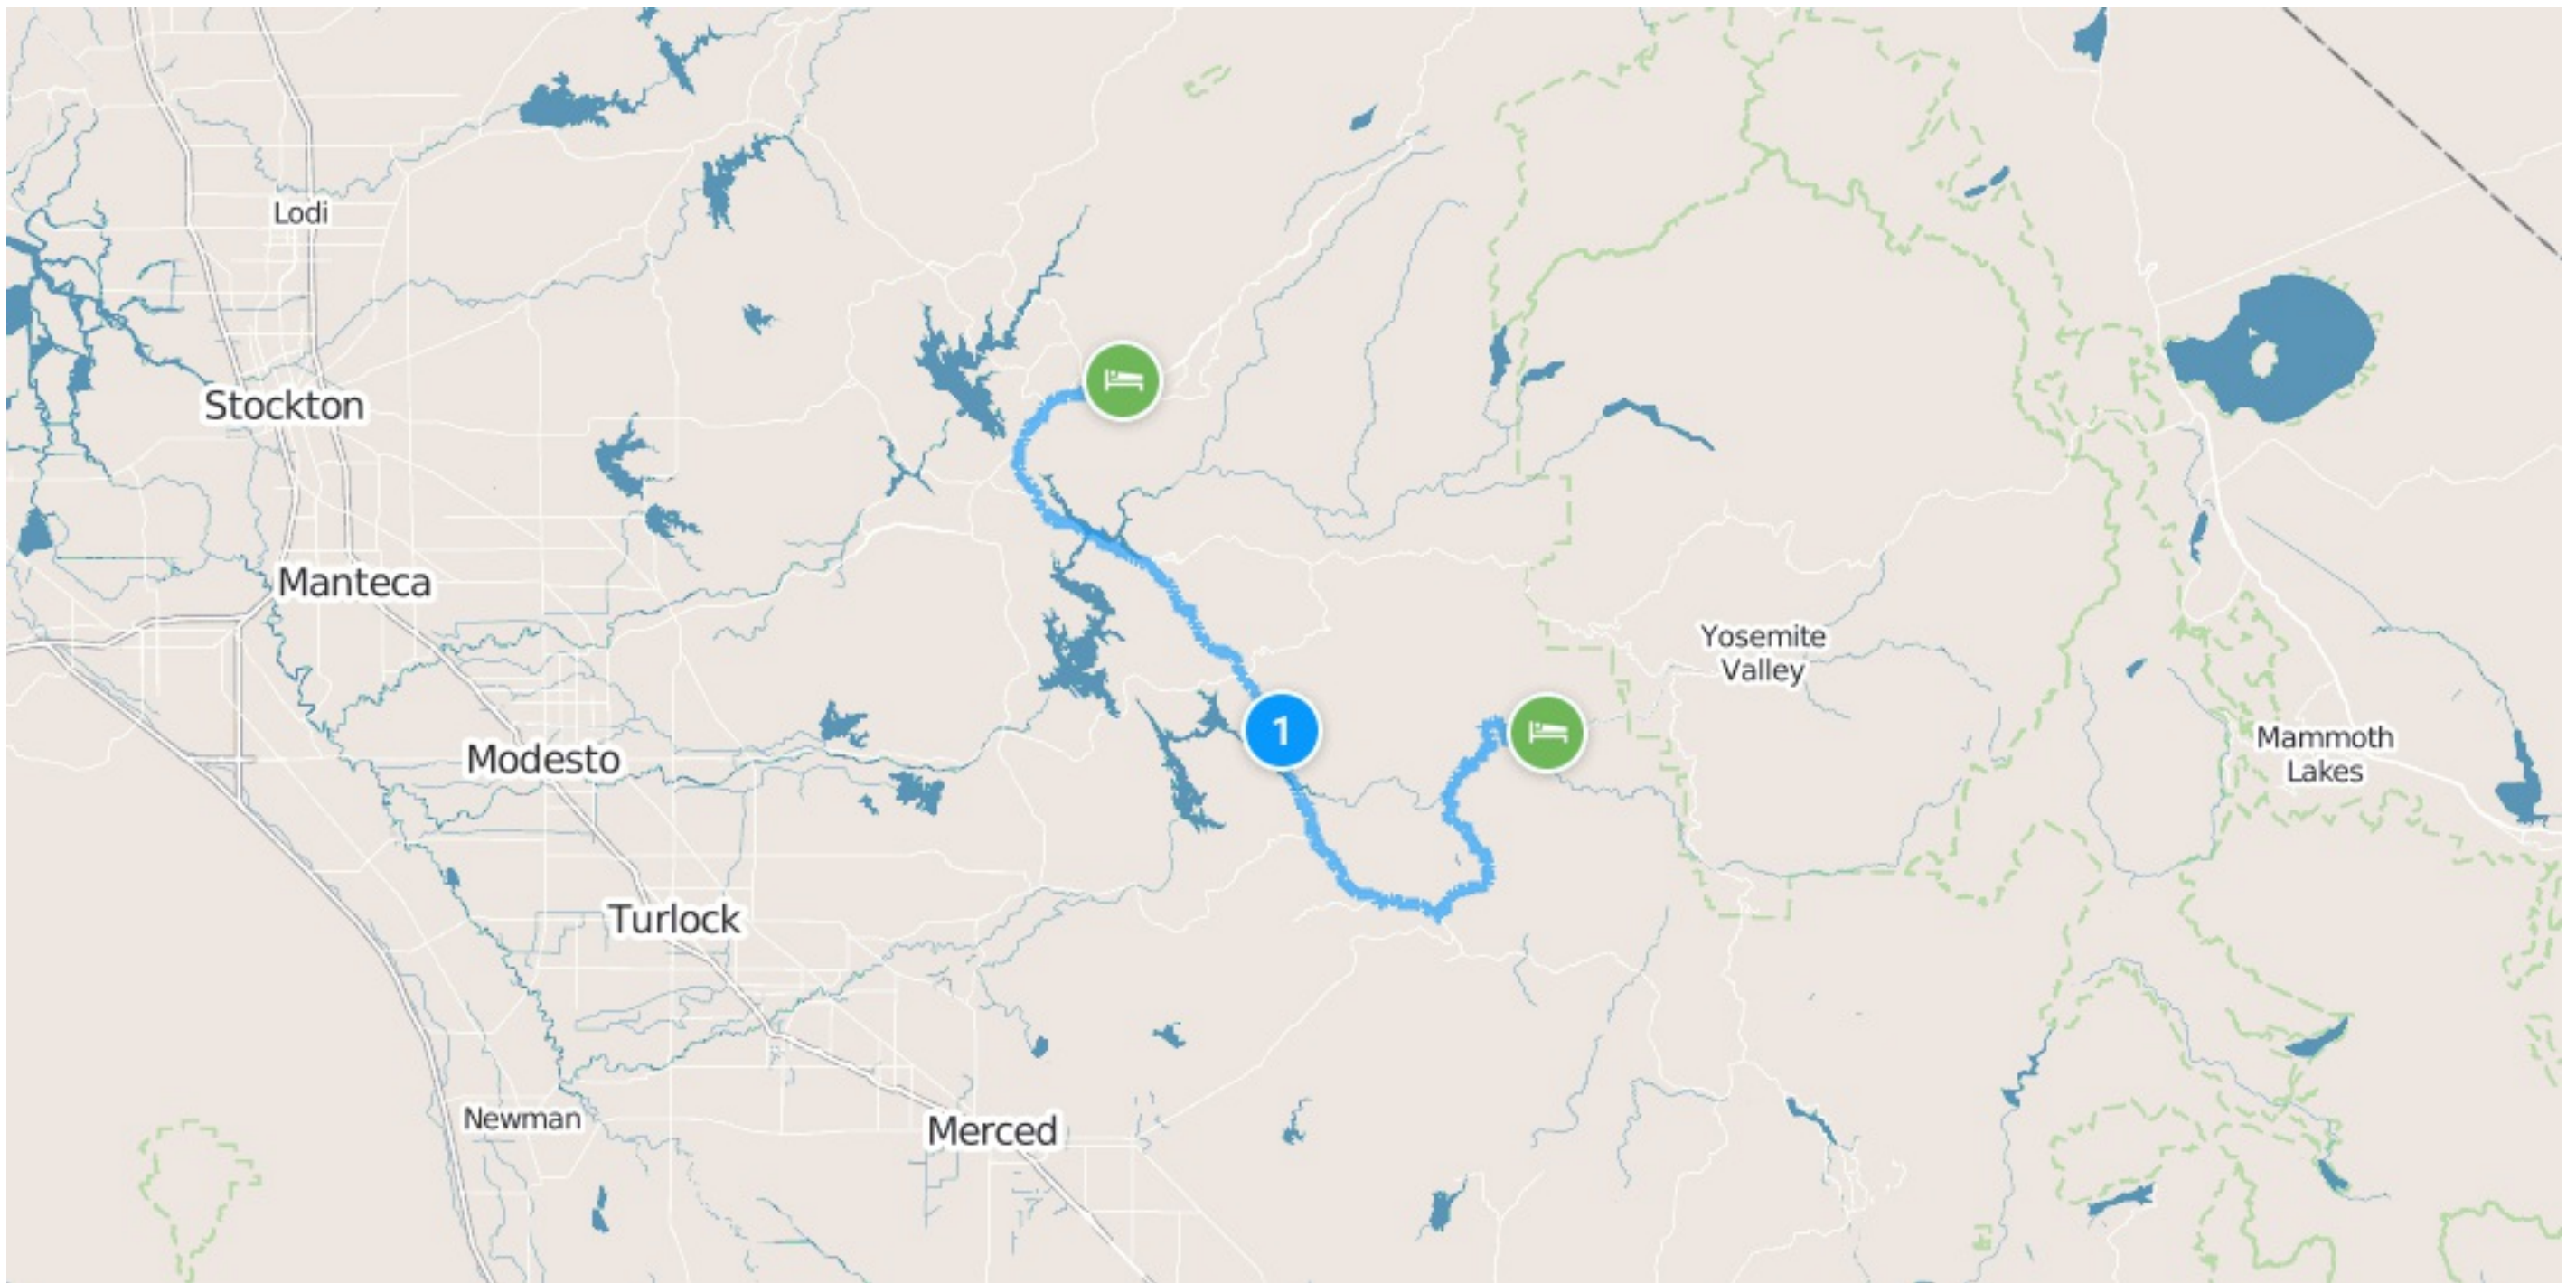 Lodi
Stockton
Manteca
Yosemite
Valley
1
Modesto
Mammoth
Lakes
Turlock
Newman
Merced